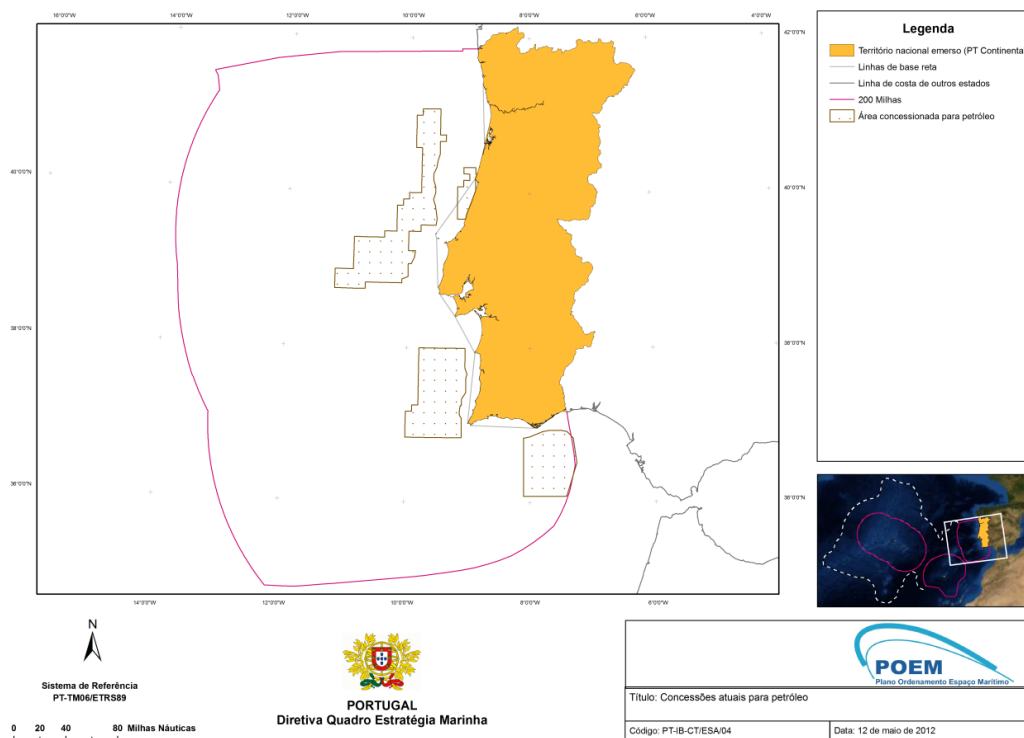 16°0'0"W 14°0'0"W 12°0'0"W 10°0'0"W 8°0'0"W 6°0'0"W 4°0'0"W
42°0'0"N
40°0'0"N
40°0'0"N
38°0'0"N
38°0'0"N
36°0'0"N
36°0'0"N
14°0'0"W 12°0'0"W 10°0'0"W 8°0'0"W 6°0'0"W
Legenda
Território nacional emerso (PT Continenta
Linhas de base reta
Linha de costa de outros estados
200 Milhas
Área concessionada para petróleo
N
Sistema de Referência
PT-TM06/ETRS89
0 20 40 80 Milhas Náuticas
PORTUGAL
Diretiva Quadro Estratégia Marinha
POEM
Plano Ordenamento Espaço Marítimo
Título: Concessões atuais para petróleo
Código: PT-IB-CT/ESA/04
Data: 12 de maio de 2012